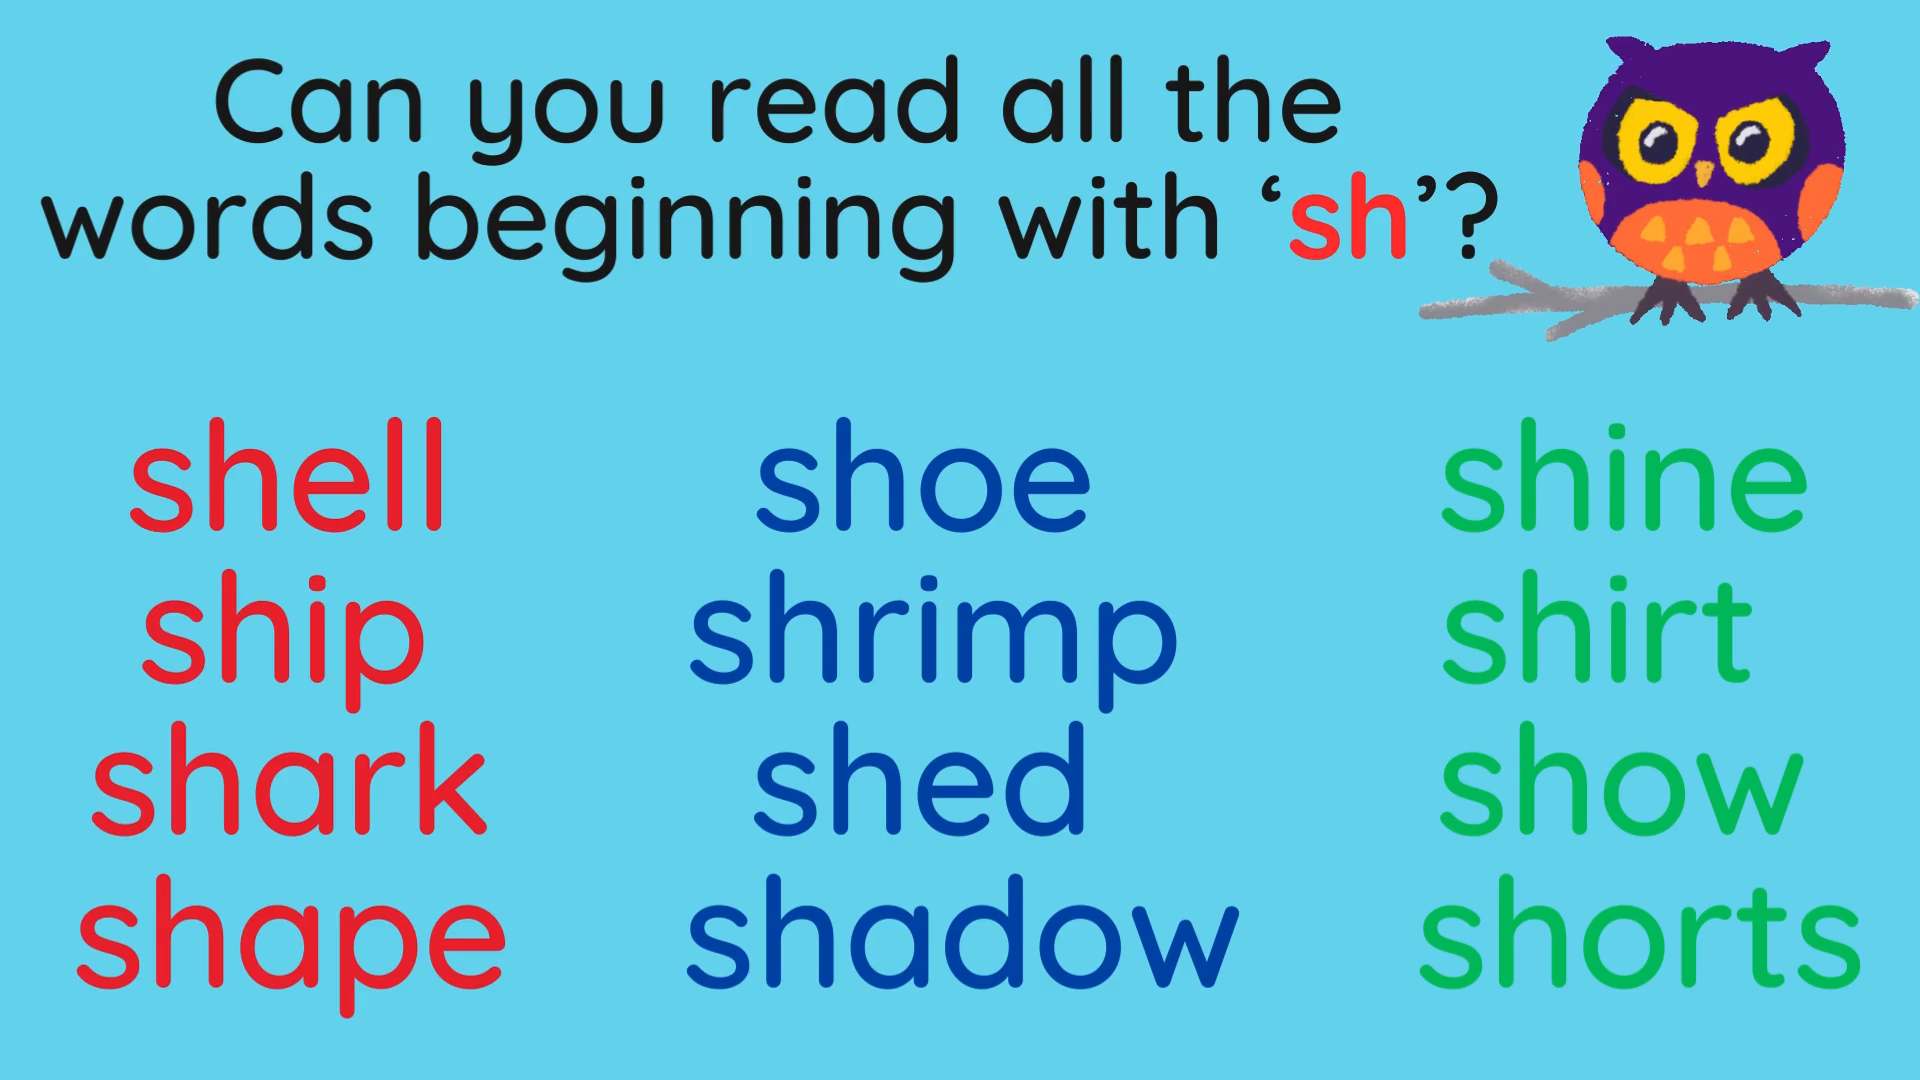 Can you read all the
words beginning with ‘sh’?
shell shoe shine
ship shrimp shirt
shark shed show
shape shadow shorts